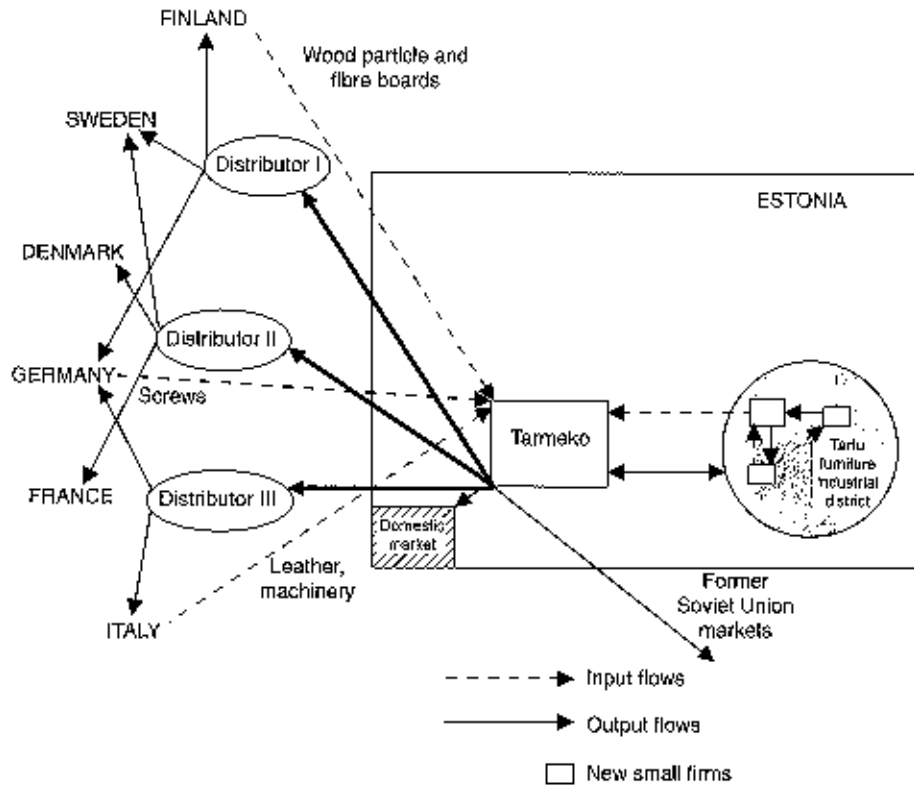 FINLAND
Wood particle and
fibre boards
SWEDEN
Distributor I
ESTONIA
DENMARK
Distributor II
GERMANY
Screws
Tarmeko
Tartu
furniture
industrial
district
FRANCE
Distributor III
Domestic
market
Leather,
machinery
Former
Soviet Union
markets
ITALY
Input flows
Output flows
New small firms